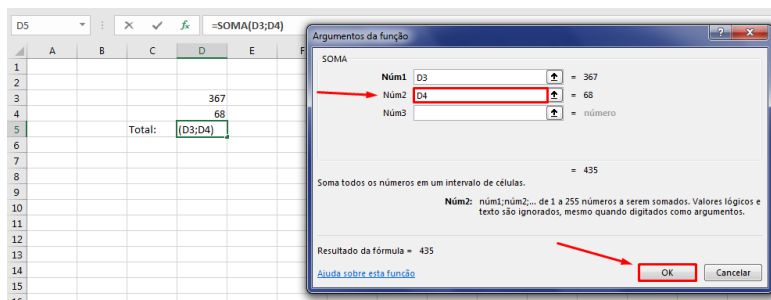 D5 fx =SOMA(D3;D4)
A B C D E F
1
2
3 367
4 68
5 Total: (D3;D4)
6
7
8
9
10
11
12
13
14
15
Argumentos da função ? X
SOMA
Núm1 D3 = 367
Núm2 D4 = 68
Núm3 = número
= 435
Soma todos os números em um intervalo de células.
Núm2: núm1;núm2;... de 1 a 255 números a serem somados. Valores lógicos e
texto são ignorados, mesmo quando digitados como argumentos.
Resultado da fórmula = 435
Ajuda sobre esta função OK Cancelar